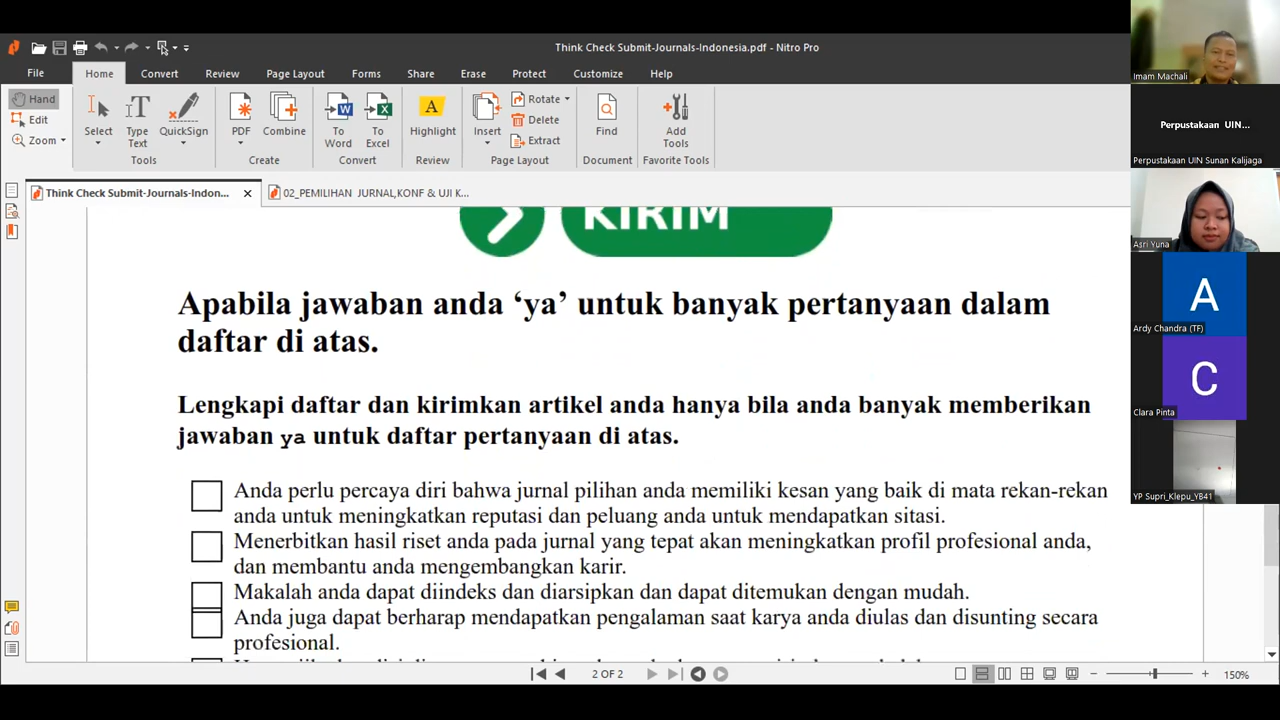 Think Check Submit-Journals-Indonesia.pdf - Nitro Pro
File Home Convert Review Page Layout Forms Share Erase Protect Customize Help
Hand
Edit
Zoom
Select
Type Text
QuickSign
Tools
PDF
Combine
Create
To Word
To Excel
Convert
A
Highlight
Review
Insert
Rotate
Delete
Extract
Page Layout
Find
Document
Add Tools
Favorite Tools
Think Check Submit-Journals-Indon...
02_PEMILIHAN JURNAL,KONF & UJI K...
KIRIM
Apabila jawaban anda ‘ya’ untuk banyak pertanyaan dalam
daftar di atas.
Lengkapi daftar dan kirimkan artikel anda hanya bila anda banyak memberikan
jawaban ya untuk daftar pertanyaan di atas.
Anda perlu percaya diri bahwa jurnal pilihan anda memiliki kesan yang baik di mata rekan-rekan
anda untuk meningkatkan reputasi dan peluang anda untuk mendapatkan sitasi.
Menerbitkan hasil riset anda pada jurnal yang tepat akan meningkatkan profil profesional anda,
dan membantu anda mengembangkan karir.
Makalah anda dapat diindeks dan diarsipkan dan dapat ditemukan dengan mudah.
Anda juga dapat berharap mendapatkan pengalaman saat karya anda diulas dan disunting secara
profesional.
2 OF 2
150%
Imam Machali
Perpustakaan UIN...
Perpustakaan UIN Sunan Kalijaga
Asri Yuna
A
Ardy Chandra (TF)
C
Clara Pinta
YP Supri_Klepu_YB41